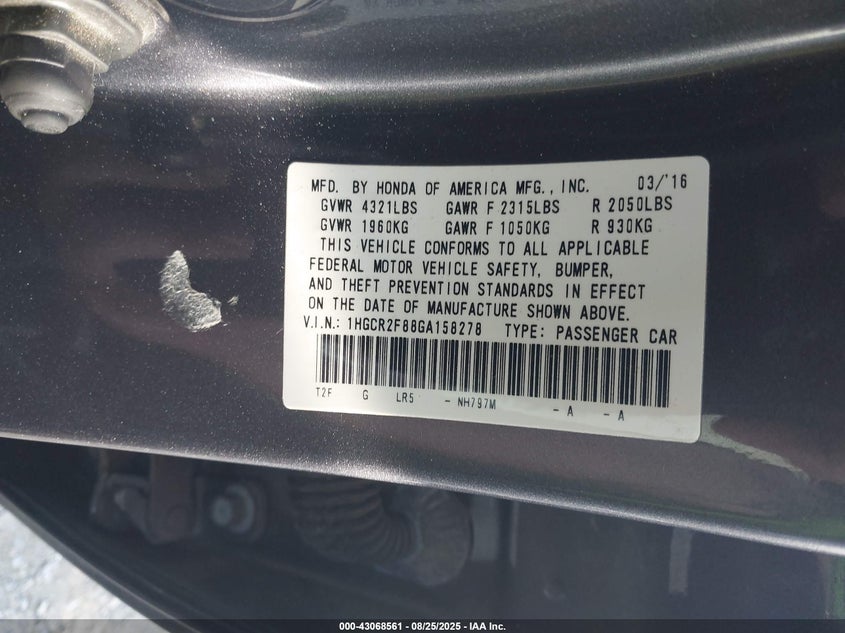 MFD. BY HONDA OF AMERICA MFG., INC. 03/'16
GVWR 4321LBS GAWR F 2315LBS R 2050LBS
GVWR 1960KG GAWR F 1050KG R 930KG
THIS VEHICLE CONFORMS TO ALL APPLICABLE
FEDERAL MOTOR VEHICLE SAFETY, BUMPER,
AND THEFT PREVENTION STANDARDS IN EFFECT
ON THE DATE OF MANUFACTURE SHOWN ABOVE.
V.I.N.: 1HGCR2F88GA158278 TYPE: PASSENGER CAR
T2F G LR5 - NH797M - A - A
000-43068561 - 08/25/2025 - IAA Inc.